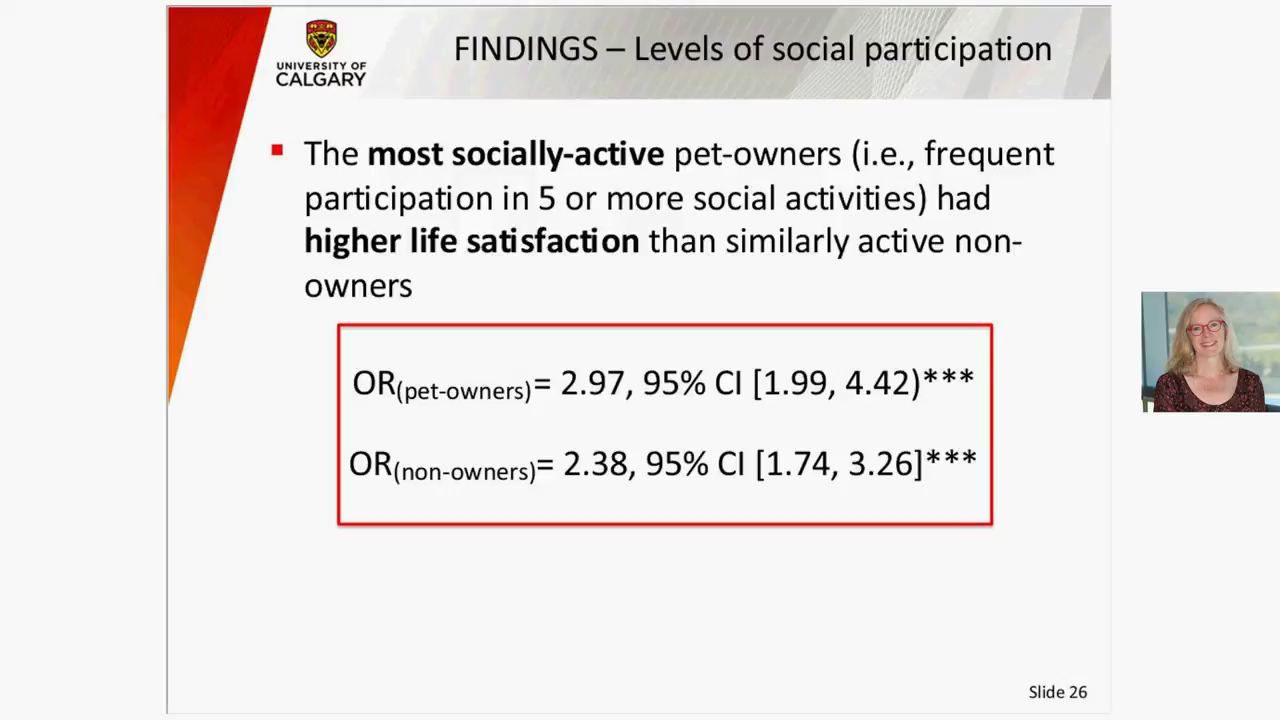 UNIVERSITY OF
CALGARY
FINDINGS – Levels of social participation
The most socially-active pet-owners (i.e., frequent
participation in 5 or more social activities) had
higher life satisfaction than similarly active non-
owners
OR(pet-owners)= 2.97, 95% CI [1.99, 4.42)***
OR(non-owners)= 2.38, 95% CI [1.74, 3.26]***
Slide 26